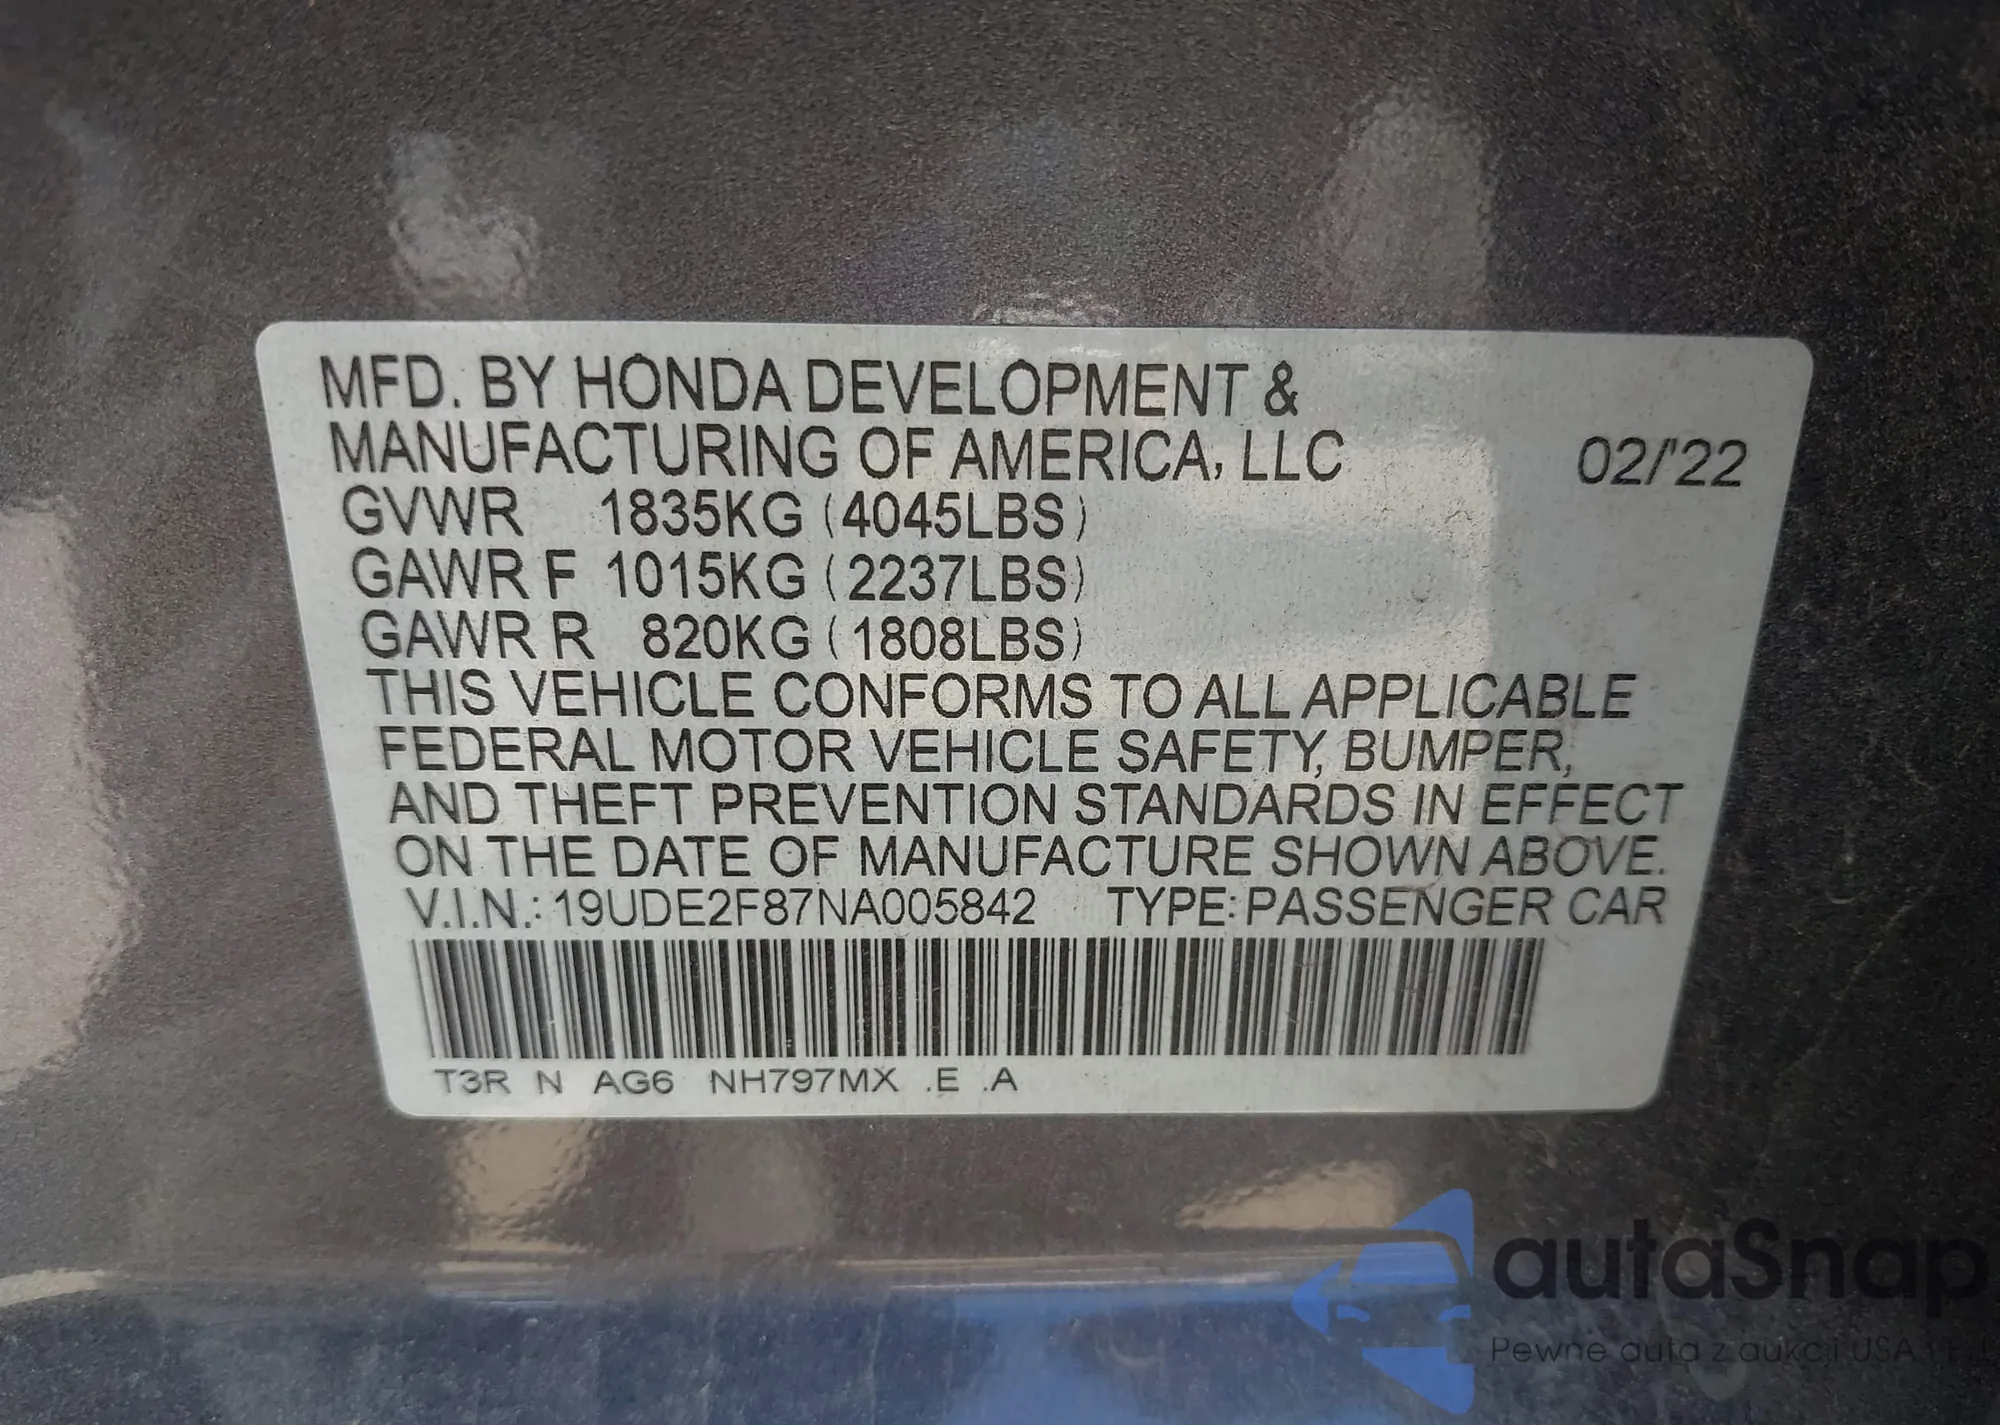 MFD. BY HONDA DEVELOPMENT &
MANUFACTURING OF AMERICA, LLC 02/'22
GVWR 1835KG (4045LBS)
GAWR F 1015KG (2237LBS)
GAWR R 820KG (1808LBS)
THIS VEHICLE CONFORMS TO ALL APPLICABLE
FEDERAL MOTOR VEHICLE SAFETY, BUMPER,
AND THEFT PREVENTION STANDARDS IN EFFECT
ON THE DATE OF MANUFACTURE SHOWN ABOVE.
V.I.N.: 19UDE2F87NA005842 TYPE: PASSENGER CAR
T3R N AG6 NH797MX .E .A
autaSnap
Pewne auta z aukcji USA